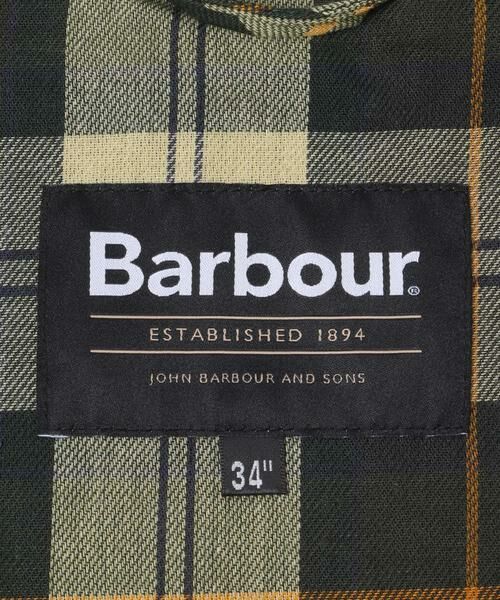 Barbour®
ESTABLISHED 1894
JOHN BARBOUR AND SONS
34"